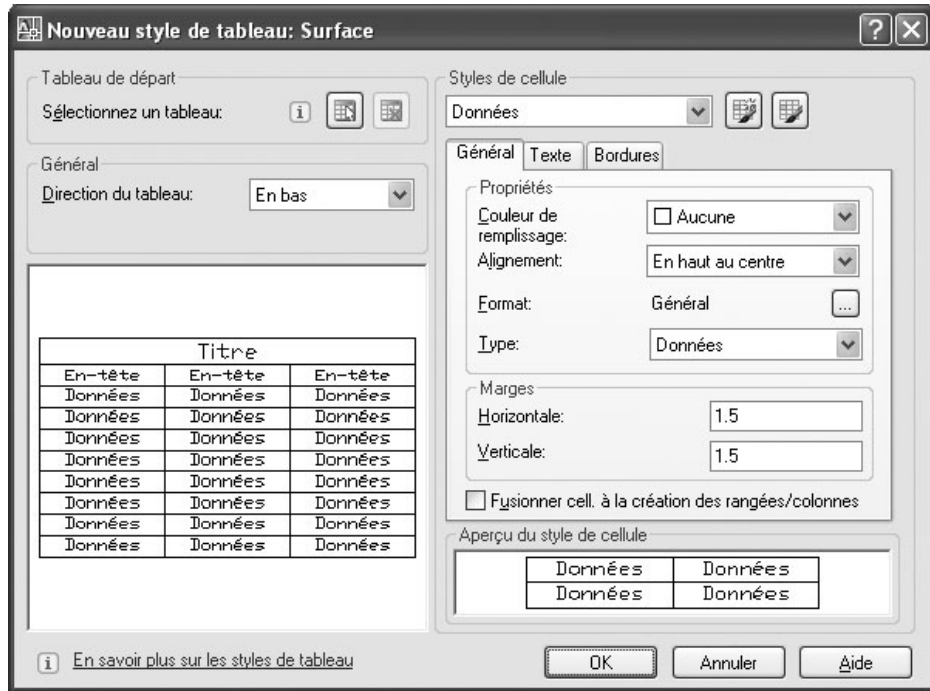 Nouveau style de tableau: Surface
Tableau de départ
Sélectionnez un tableau:
Général
Direction du tableau: En bas
Titre
En-tête En-tête En-tête
Données Données Données
Données Données Données
Données Données Données
Données Données Données
Données Données Données
Données Données Données
Données Données Données
Données Données Données
En savoir plus sur les styles de tableau
Styles de cellule
Données
Général Texte Bordures
Propriétés
Couleur de
remplissage: Aucune
Alignement: En haut au centre
Format: Général ...
Type: Données
Marges
Horizontale: 1.5
Verticale: 1.5
Fusionner cell. à la création des rangées/colonnes
Aperçu du style de cellule
Données Données
Données Données
OK Annuler Aide